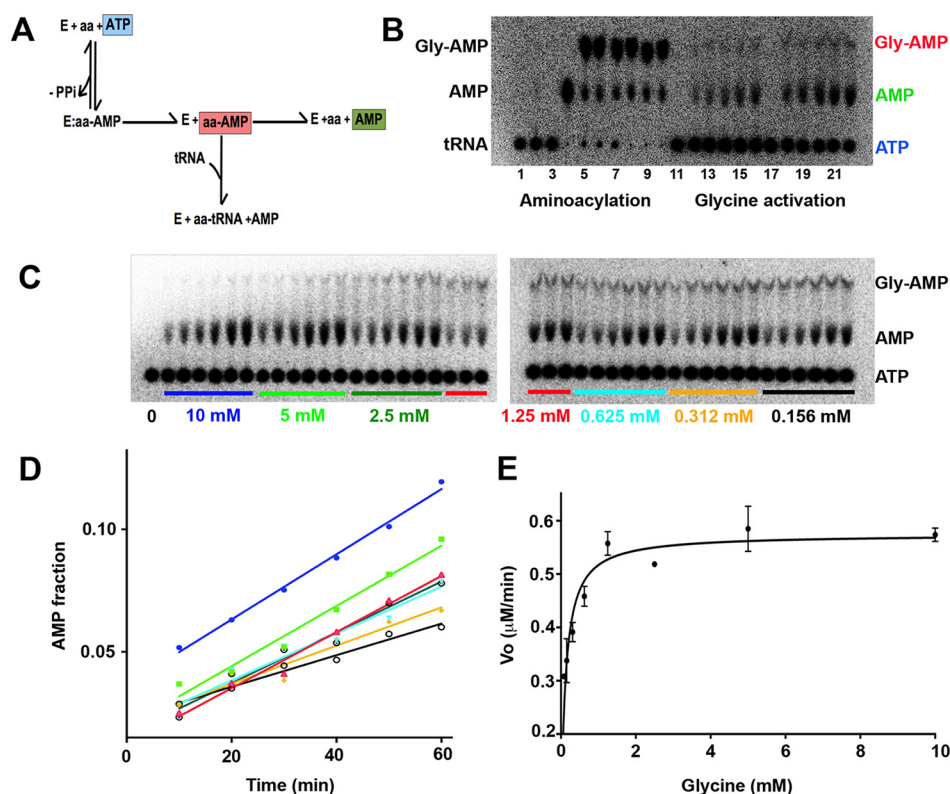 A
E + aa + ATP
- PPi
E:aa-AMP
E + aa-AMP
E +aa + AMP
tRNA
E + aa-tRNA +AMP
B
Gly-AMP
AMP
tRNA
Gly-AMP
AMP
ATP
1 3 5 7 9 11 13 15 17 19 21
Aminoacylation Glycine activation
C
Gly-AMP
AMP
ATP
0 10 mM 5 mM 2.5 mM 1.25 mM 0.625 mM 0.312 mM 0.156 mM
D
AMP fraction
0.10
0.05
0 20 40 60
Time (min)
E
Vo (µM/min)
0.6
0.5
0.4
0.3
0.2
0 2 4 6 8 10
Glycine (mM)